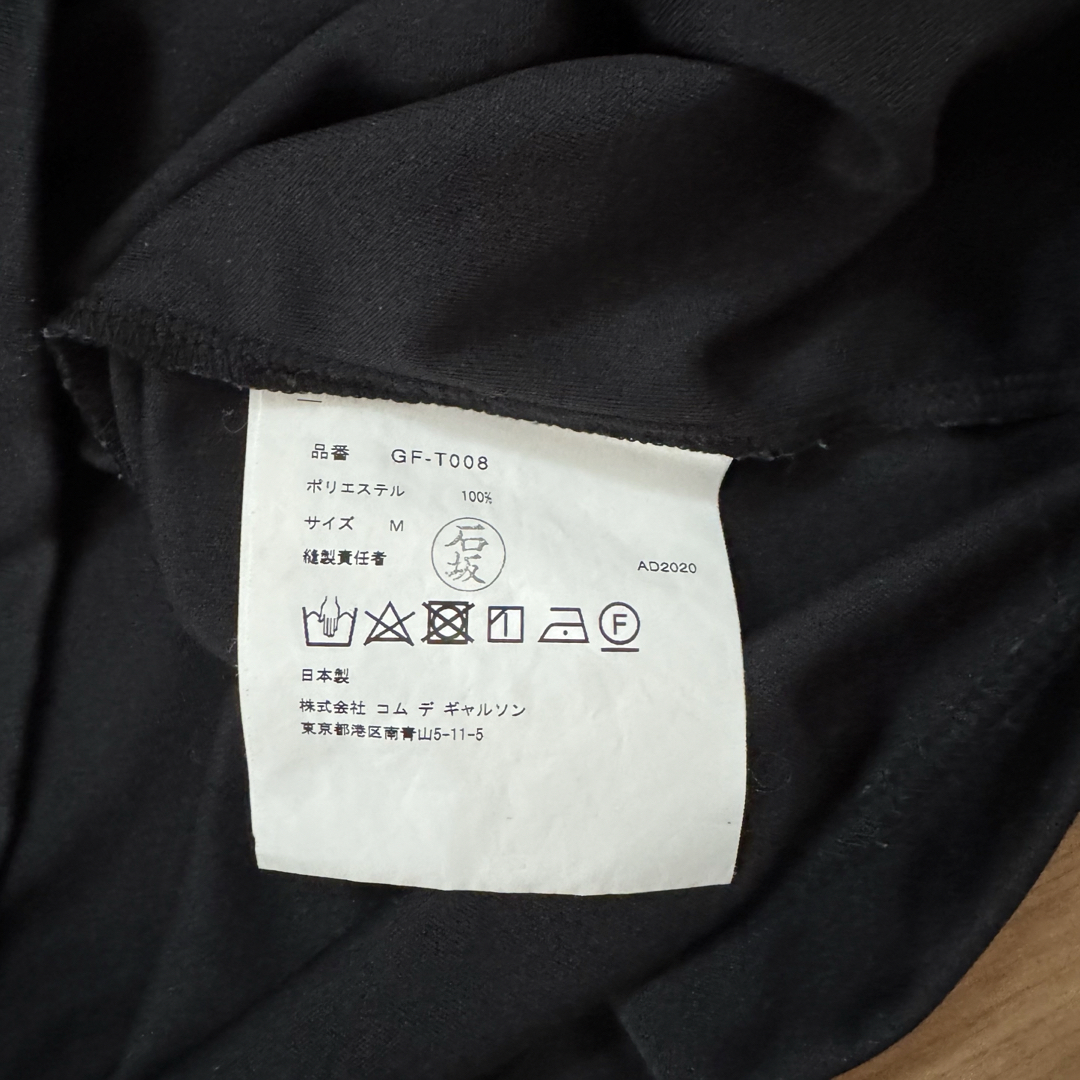 品番 GF-T008
ポリエステル 100%
サイズ M
石坂
縫製責任者
AD2020
F
日本製
株式会社 コム デ ギャルソン
東京都港区南青山5-11-5